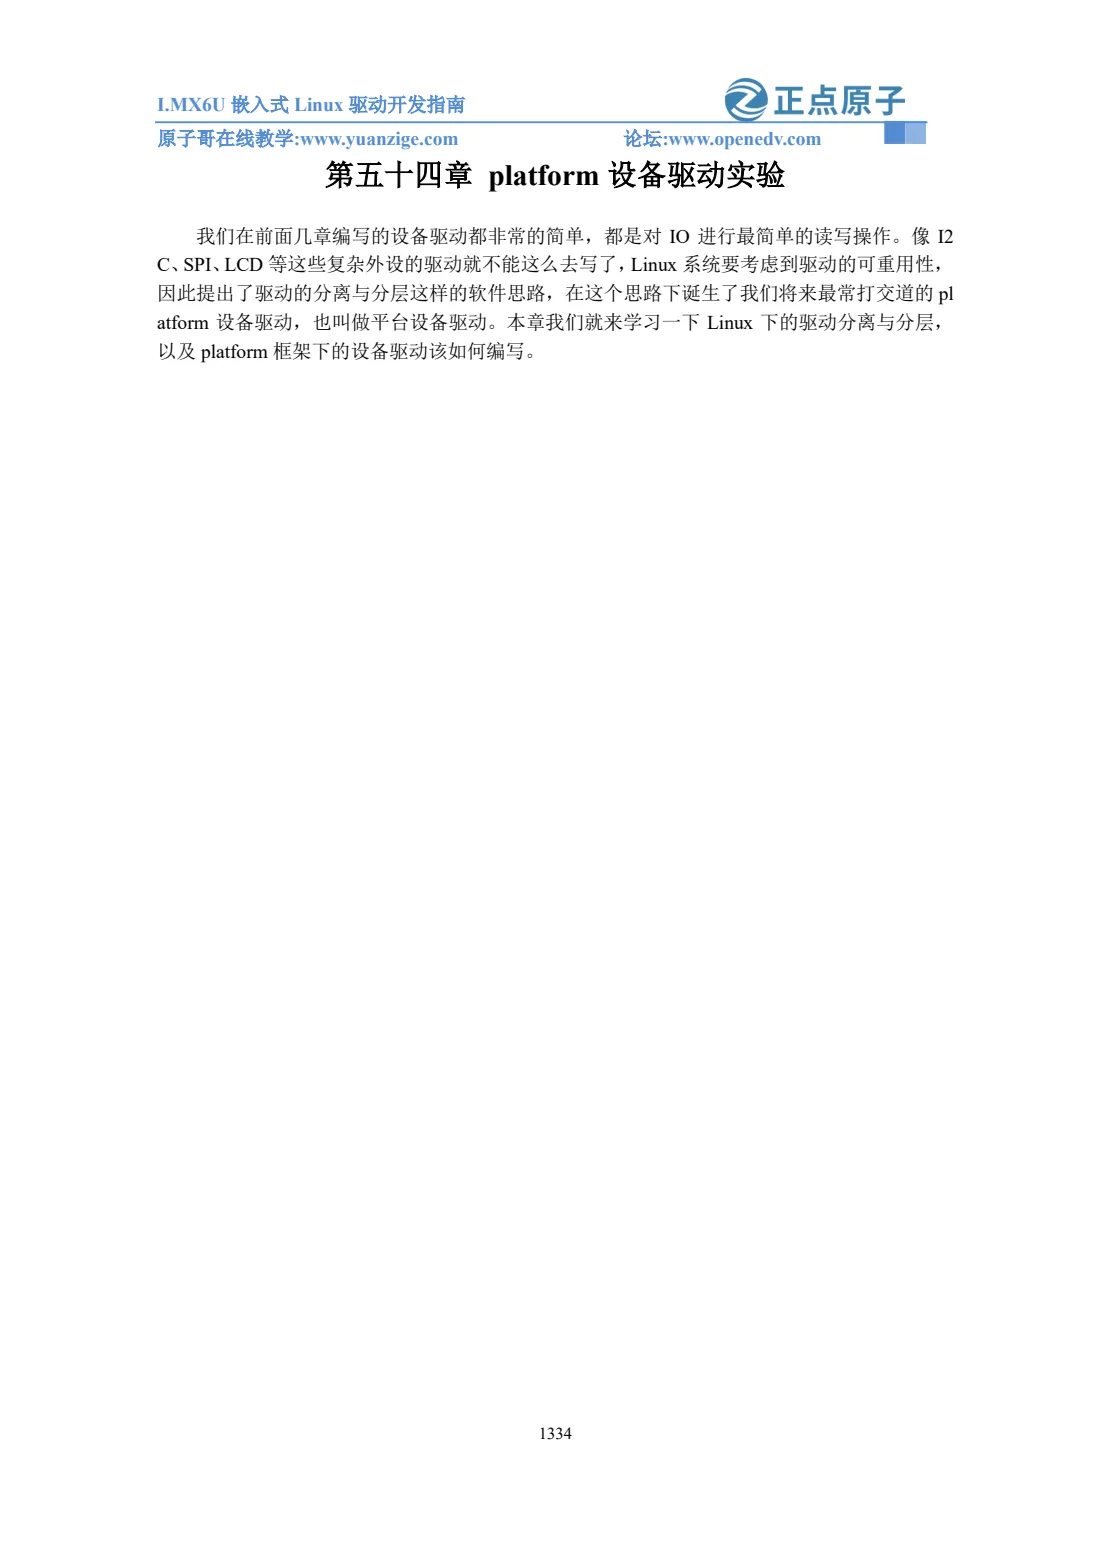 I.MX6U 嵌入式 Linux 驱动开发指南
正点原子
原子哥在线教学:www.yuanzige.com 论坛:www.openedv.com
第五十四章 platform 设备驱动实验
我们在前面几章编写的设备驱动都非常的简单，都是对 IO 进行最简单的读写操作。像 I2
C、SPI、LCD 等这些复杂外设的驱动就不能这么去写了，Linux 系统要考虑到驱动的可重用性，
因此提出了驱动的分离与分层这样的软件思路，在这个思路下诞生了我们将来最常打交道的 pl
atform 设备驱动，也叫做平台设备驱动。本章我们就来学习一下 Linux 下的驱动分离与分层，
以及 platform 框架下的设备驱动该如何编写。
1334